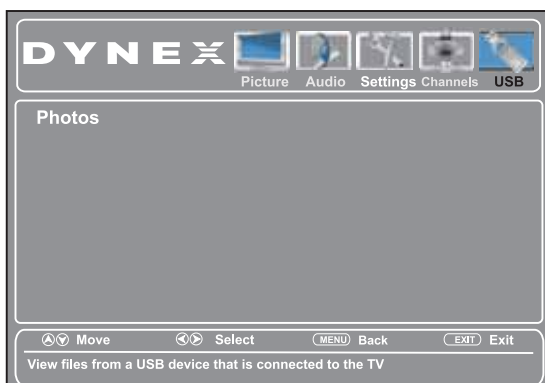 DYNEX
Picture Audio Settings Channels USB
Photos
Move Select MENU Back EXIT Exit
View files from a USB device that is connected to the TV